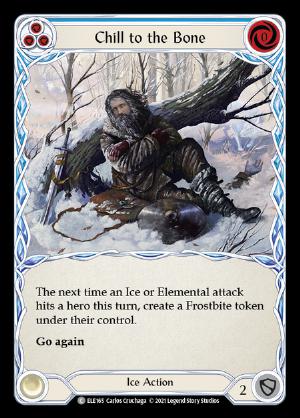 Chill to the Bone
0
The next time an Ice or Elemental attack
hits a hero this turn, create a Frostbite token
under their control.
Go again
Ice Action
2
C ELE165 Carlos Cruchaga © 2021 Legend Story Studios